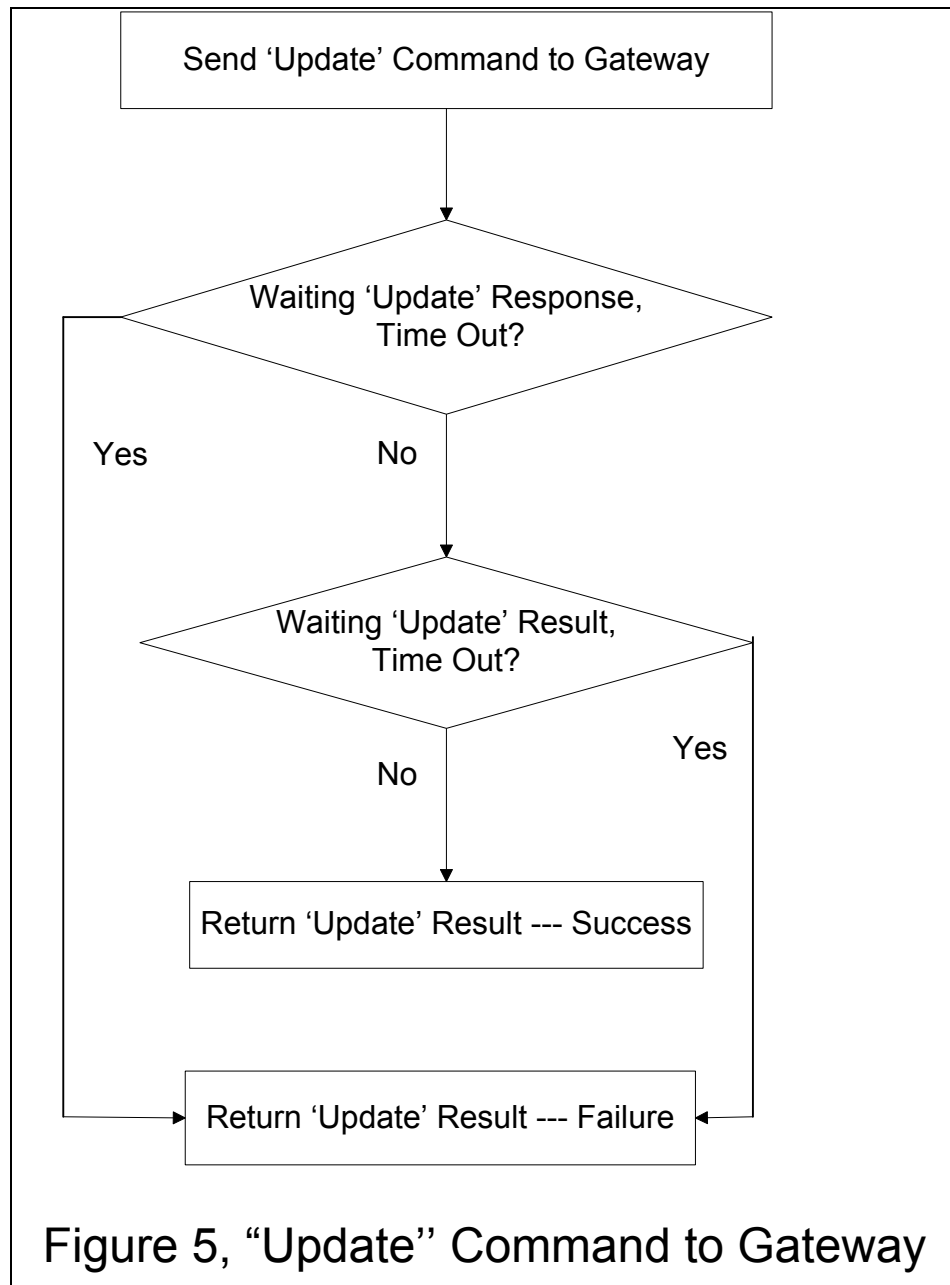 Send ‘Update’ Command to Gateway
Waiting ‘Update’ Response,
Time Out?
Yes
No
Waiting ‘Update’ Result,
Time Out?
Yes
No
Return ‘Update’ Result --- Success
Return ‘Update’ Result --- Failure
Figure 5, “Update’’ Command to Gateway